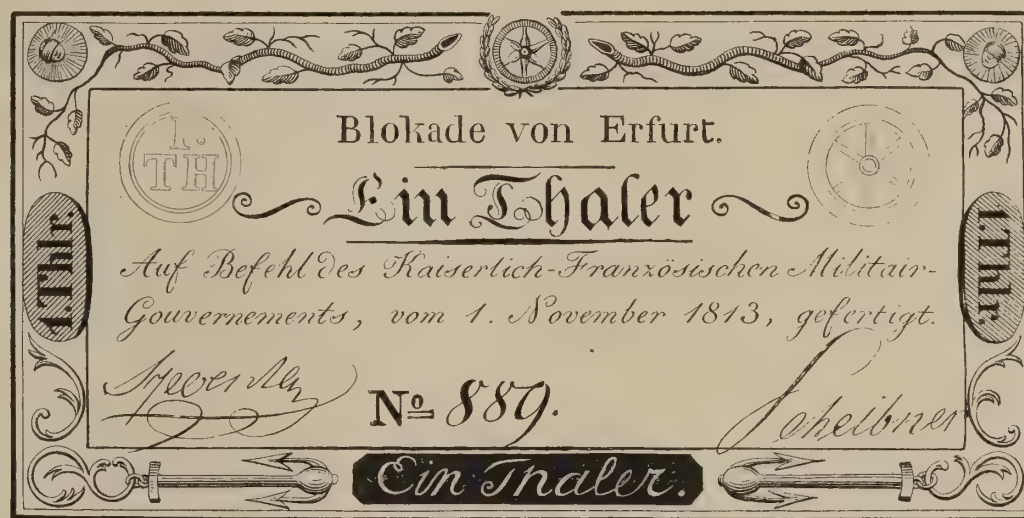 1.
TH
Blokade von Erfurt.
Ein Thaler
1.Thlr.
1.Thlr.
Auf Befehl des Kaiserlich-Französischen Militair-
Gouvernements, vom 1. November 1813, gefertigt.
No 889.
Scheibner
Ein Thaler.